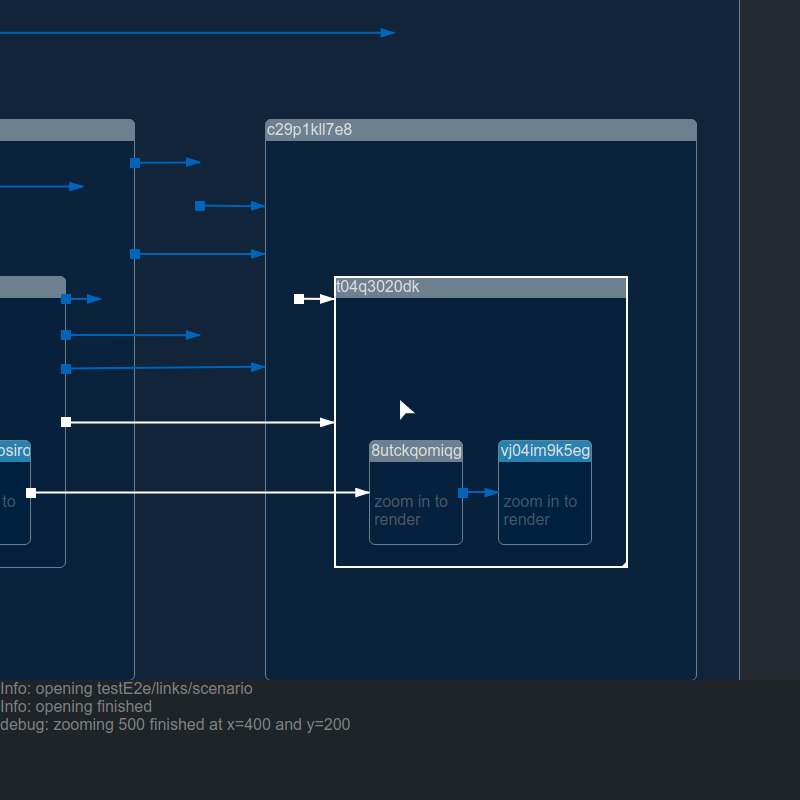 c29p1kll7e8
t04q3020dk
8utckqomiqg
vj04im9k5eg
to
zoom in to
render
zoom in to
render
Info: opening testE2e/links/scenario
Info: opening finished
debug: zooming 500 finished at x=400 and y=200